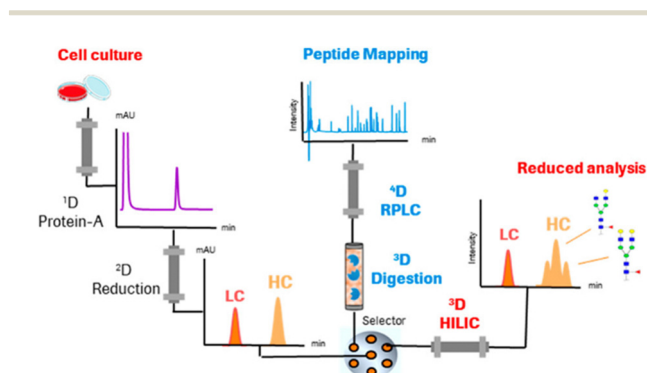 Cell culture
Peptide Mapping
mAU
Intensity
min
1D
Protein-A
min
4D
RPLC
Reduced analysis
Intensity
LC
HC
min
2D
Reduction
mAU
LC
HC
min
3D
Digestion
Selector
3D
HILIC